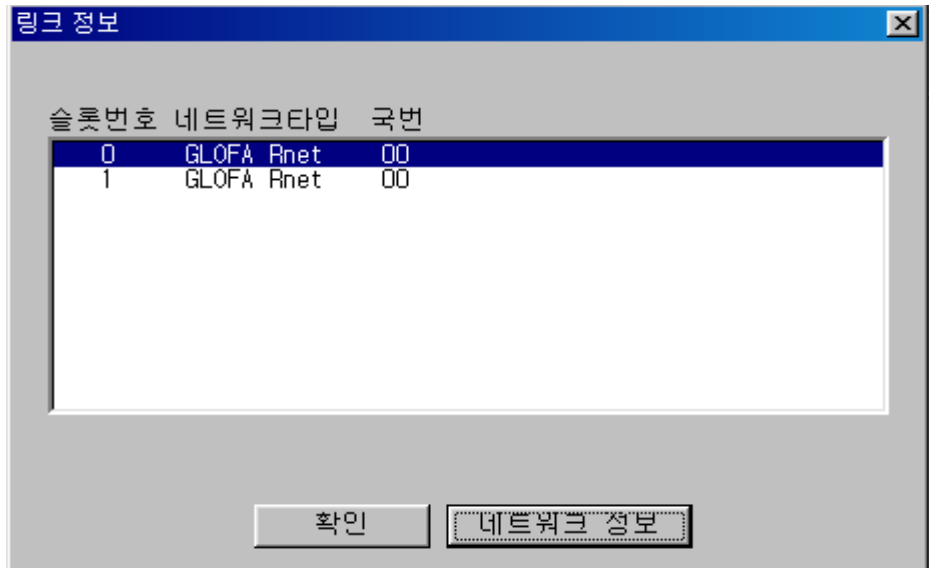 링크 정보
슬롯번호 네트워크타입 국번
0 GLOFA Rnet 00
1 GLOFA Rnet 00
확인 네트워크 정보